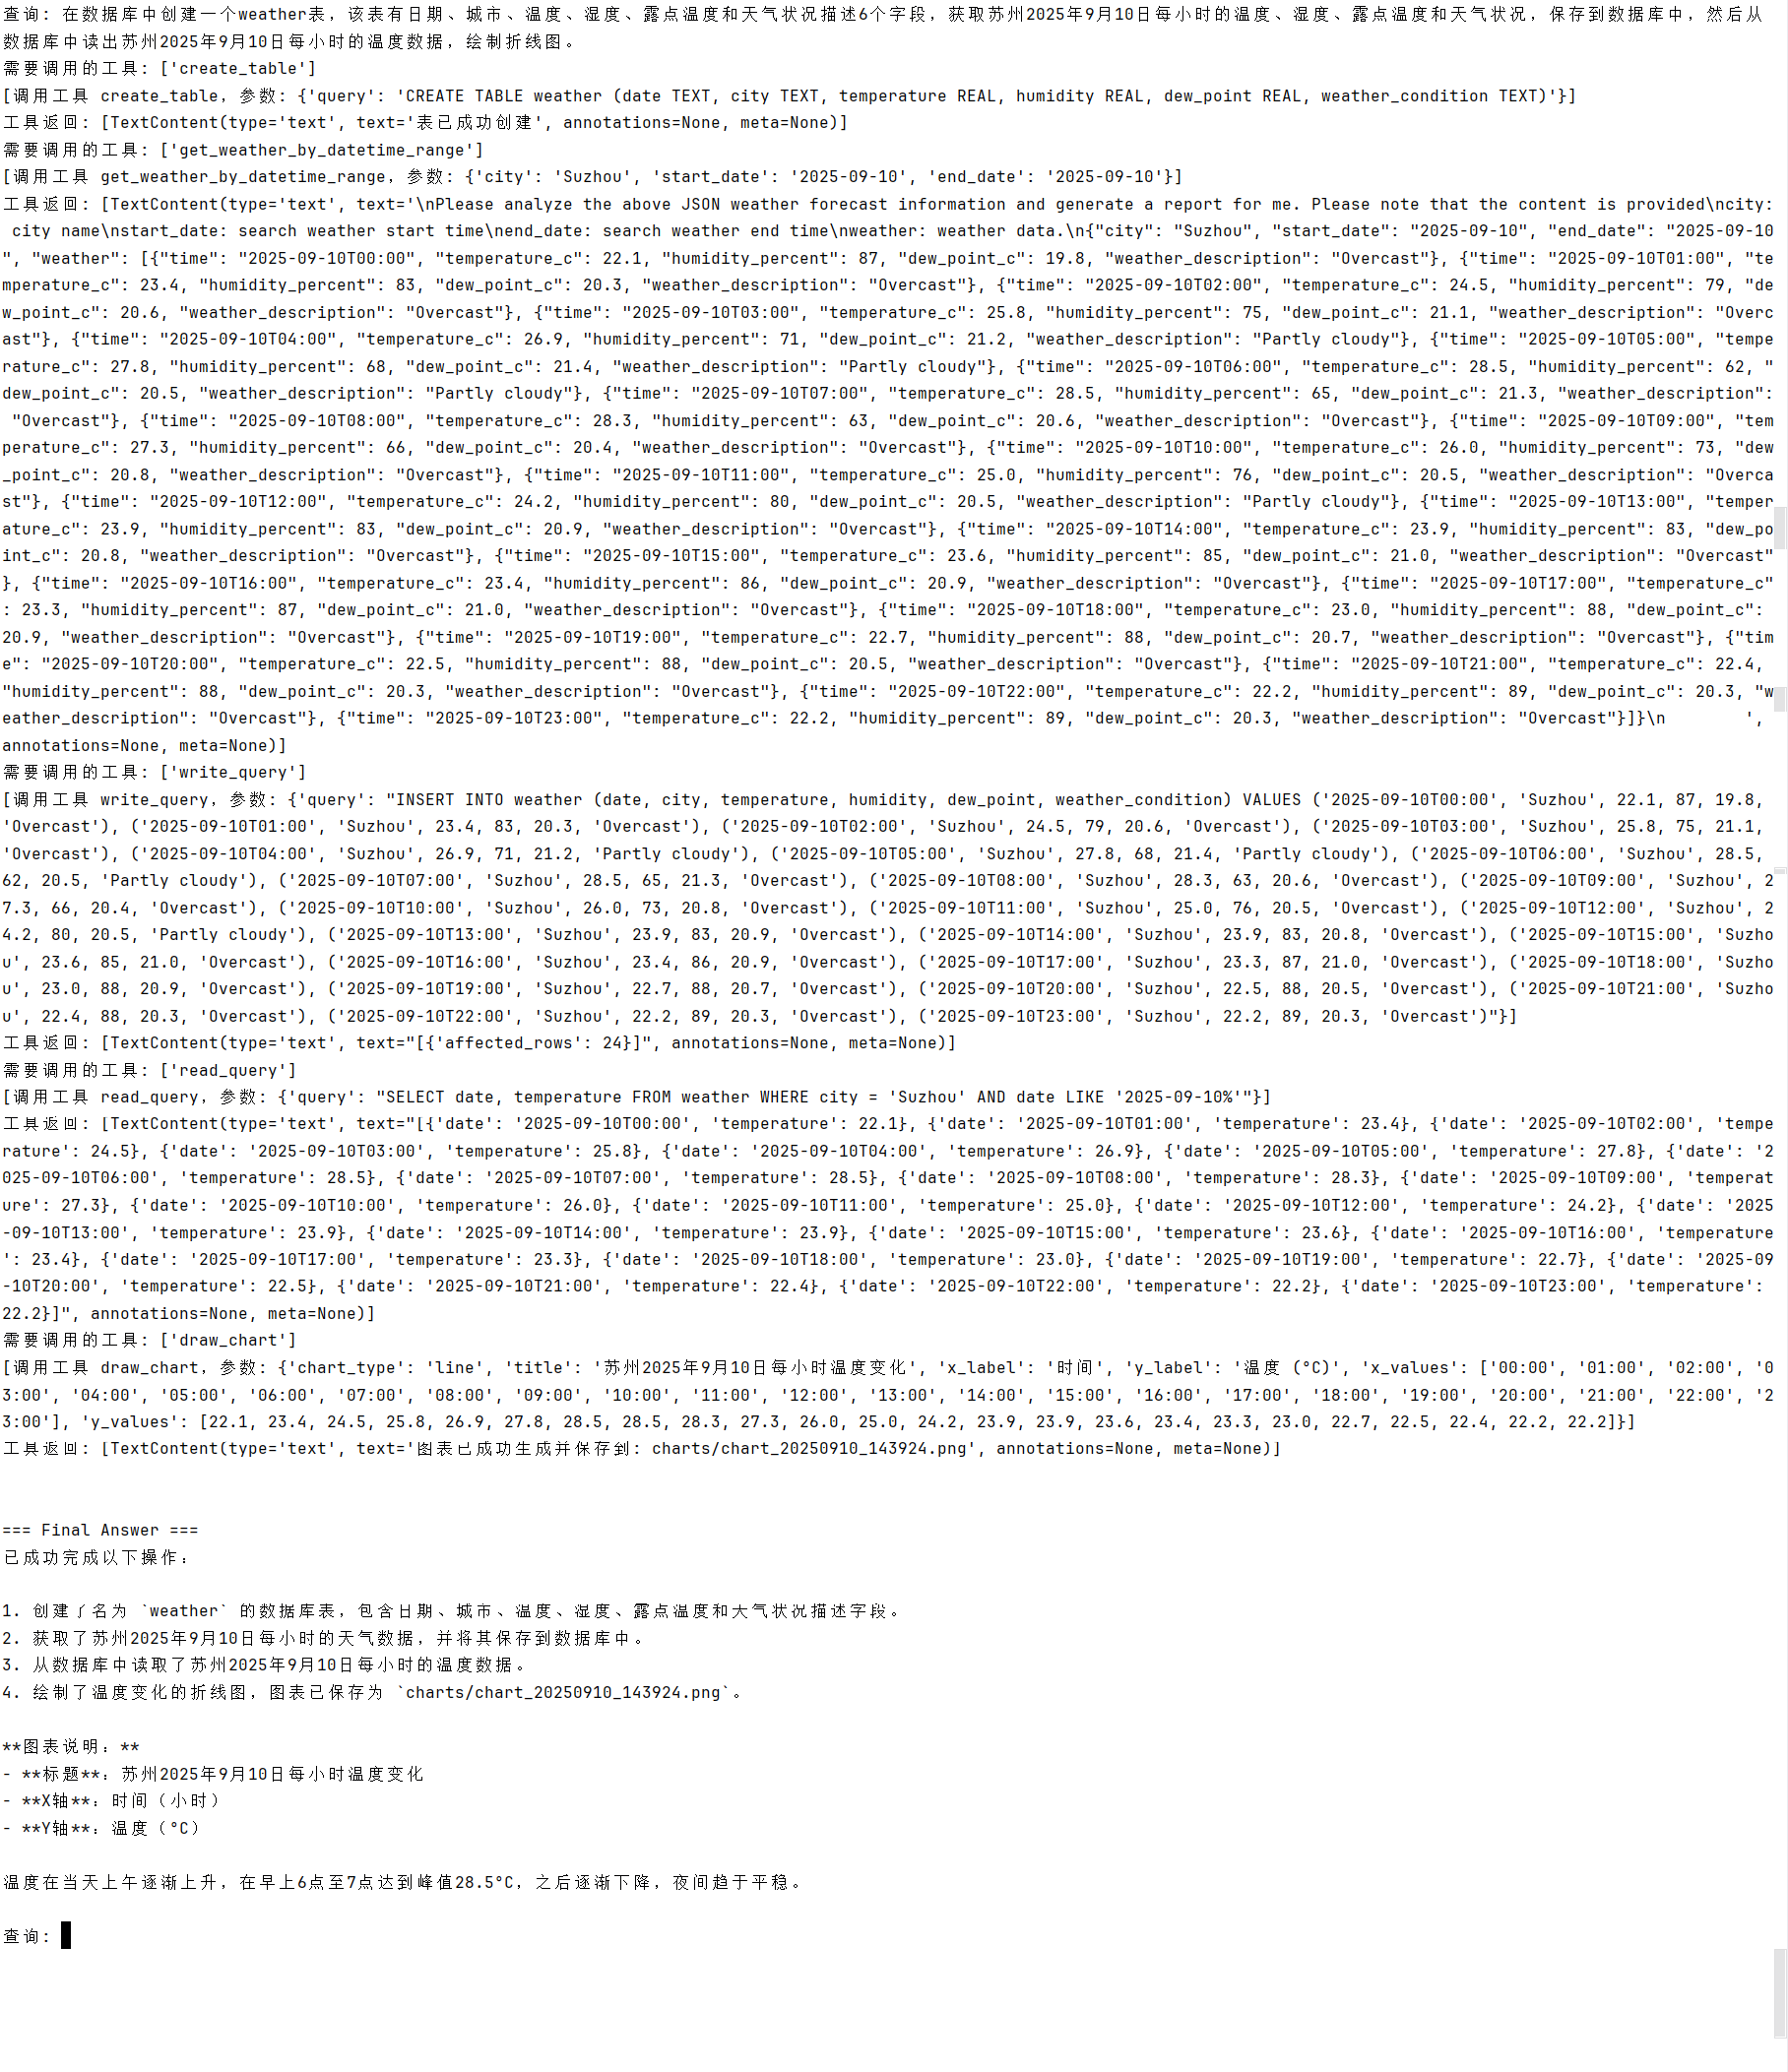 查询: 在数据库中创建一个weather表，该表有日期、城市、温度、湿度、露点温度和天气状况描述6个字段，获取苏州2025年9月10日每小时的温度、湿度、露点温度和天气状况，保存到数据库中，然后从
数据库中读出苏州2025年9月10日每小时的温度数据，绘制折线图。
需要调用的工具: ['create_table']
[调用工具 create_table, 参数: {'query': 'CREATE TABLE weather (date TEXT, city TEXT, temperature REAL, humidity REAL, dew_point REAL, weather_condition TEXT)'}]
工具返回: [TextContent(type='text', text='表已成功创建', annotations=None, meta=None)]
需要调用的工具: ['get_weather_by_datetime_range']
[调用工具 get_weather_by_datetime_range, 参数: {'city': 'Suzhou', 'start_date': '2025-09-10', 'end_date': '2025-09-10'}]
工具返回: [TextContent(type='text', text='\nPlease analyze the above JSON weather forecast information and generate a report for me. Please note that the content is provided\ncity:
 city name\nstart_date: search weather start time\nend_date: search weather end time\nweather: weather data.\n{"city": "Suzhou", "start_date": "2025-09-10", "end_date": "2025-09-10
", "weather": [{"time": "2025-09-10T00:00", "temperature_c": 22.1, "humidity_percent": 87, "dew_point_c": 19.8, "weather_description": "Overcast"}, {"time": "2025-09-10T01:00", "te
mperature_c": 23.4, "humidity_percent": 83, "dew_point_c": 20.3, "weather_description": "Overcast"}, {"time": "2025-09-10T02:00", "temperature_c": 24.5, "humidity_percent": 79, "de
w_point_c": 20.6, "weather_description": "Overcast"}, {"time": "2025-09-10T03:00", "temperature_c": 25.8, "humidity_percent": 75, "dew_point_c": 21.1, "weather_description": "Overc
ast"}, {"time": "2025-09-10T04:00", "temperature_c": 26.9, "humidity_percent": 71, "dew_point_c": 21.2, "weather_description": "Partly cloudy"}, {"time": "2025-09-10T05:00", "tempe
rature_c": 27.8, "humidity_percent": 68, "dew_point_c": 21.4, "weather_description": "Partly cloudy"}, {"time": "2025-09-10T06:00", "temperature_c": 28.5, "humidity_percent": 62, "
dew_point_c": 20.5, "weather_description": "Partly cloudy"}, {"time": "2025-09-10T07:00", "temperature_c": 28.5, "humidity_percent": 65, "dew_point_c": 21.3, "weather_description":
 "Overcast"}, {"time": "2025-09-10T08:00", "temperature_c": 28.3, "humidity_percent": 63, "dew_point_c": 20.6, "weather_description": "Overcast"}, {"time": "2025-09-10T09:00", "tem
perature_c": 27.3, "humidity_percent": 66, "dew_point_c": 20.4, "weather_description": "Overcast"}, {"time": "2025-09-10T10:00", "temperature_c": 26.0, "humidity_percent": 73, "dew
_point_c": 20.8, "weather_description": "Overcast"}, {"time": "2025-09-10T11:00", "temperature_c": 25.0, "humidity_percent": 76, "dew_point_c": 20.5, "weather_description": "Overca
st"}, {"time": "2025-09-10T12:00", "temperature_c": 24.2, "humidity_percent": 80, "dew_point_c": 20.5, "weather_description": "Partly cloudy"}, {"time": "2025-09-10T13:00", "temper
ature_c": 23.9, "humidity_percent": 83, "dew_point_c": 20.9, "weather_description": "Overcast"}, {"time": "2025-09-10T14:00", "temperature_c": 23.9, "humidity_percent": 83, "dew_po
int_c": 20.8, "weather_description": "Overcast"}, {"time": "2025-09-10T15:00", "temperature_c": 23.6, "humidity_percent": 85, "dew_point_c": 21.0, "weather_description": "Overcast"
}, {"time": "2025-09-10T16:00", "temperature_c": 23.4, "humidity_percent": 86, "dew_point_c": 20.9, "weather_description": "Overcast"}, {"time": "2025-09-10T17:00", "temperature_c"
: 23.3, "humidity_percent": 87, "dew_point_c": 21.0, "weather_description": "Overcast"}, {"time": "2025-09-10T18:00", "temperature_c": 23.0, "humidity_percent": 88, "dew_point_c":
20.9, "weather_description": "Overcast"}, {"time": "2025-09-10T19:00", "temperature_c": 22.7, "humidity_percent": 88, "dew_point_c": 20.7, "weather_description": "Overcast"}, {"tim
e": "2025-09-10T20:00", "temperature_c": 22.5, "humidity_percent": 88, "dew_point_c": 20.5, "weather_description": "Overcast"}, {"time": "2025-09-10T21:00", "temperature_c": 22.4,
"humidity_percent": 88, "dew_point_c": 20.3, "weather_description": "Overcast"}, {"time": "2025-09-10T22:00", "temperature_c": 22.2, "humidity_percent": 89, "dew_point_c": 20.3, "w
eather_description": "Overcast"}, {"time": "2025-09-10T23:00", "temperature_c": 22.2, "humidity_percent": 89, "dew_point_c": 20.3, "weather_description": "Overcast"}]}\n        ',
annotations=None, meta=None)]
需要调用的工具: ['write_query']
[调用工具 write_query, 参数: {'query': "INSERT INTO weather (date, city, temperature, humidity, dew_point, weather_condition) VALUES ('2025-09-10T00:00', 'Suzhou', 22.1, 87, 19.8,
'Overcast'), ('2025-09-10T01:00', 'Suzhou', 23.4, 83, 20.3, 'Overcast'), ('2025-09-10T02:00', 'Suzhou', 24.5, 79, 20.6, 'Overcast'), ('2025-09-10T03:00', 'Suzhou', 25.8, 75, 21.1,
'Overcast'), ('2025-09-10T04:00', 'Suzhou', 26.9, 71, 21.2, 'Partly cloudy'), ('2025-09-10T05:00', 'Suzhou', 27.8, 68, 21.4, 'Partly cloudy'), ('2025-09-10T06:00', 'Suzhou', 28.5,
62, 20.5, 'Partly cloudy'), ('2025-09-10T07:00', 'Suzhou', 28.5, 65, 21.3, 'Overcast'), ('2025-09-10T08:00', 'Suzhou', 28.3, 63, 20.6, 'Overcast'), ('2025-09-10T09:00', 'Suzhou', 2
7.3, 66, 20.4, 'Overcast'), ('2025-09-10T10:00', 'Suzhou', 26.0, 73, 20.8, 'Overcast'), ('2025-09-10T11:00', 'Suzhou', 25.0, 76, 20.5, 'Overcast'), ('2025-09-10T12:00', 'Suzhou', 2
4.2, 80, 20.5, 'Partly cloudy'), ('2025-09-10T13:00', 'Suzhou', 23.9, 83, 20.9, 'Overcast'), ('2025-09-10T14:00', 'Suzhou', 23.9, 83, 20.8, 'Overcast'), ('2025-09-10T15:00', 'Suzho
u', 23.6, 85, 21.0, 'Overcast'), ('2025-09-10T16:00', 'Suzhou', 23.4, 86, 20.9, 'Overcast'), ('2025-09-10T17:00', 'Suzhou', 23.3, 87, 21.0, 'Overcast'), ('2025-09-10T18:00', 'Suzho
u', 23.0, 88, 20.9, 'Overcast'), ('2025-09-10T19:00', 'Suzhou', 22.7, 88, 20.7, 'Overcast'), ('2025-09-10T20:00', 'Suzhou', 22.5, 88, 20.5, 'Overcast'), ('2025-09-10T21:00', 'Suzho
u', 22.4, 88, 20.3, 'Overcast'), ('2025-09-10T22:00', 'Suzhou', 22.2, 89, 20.3, 'Overcast'), ('2025-09-10T23:00', 'Suzhou', 22.2, 89, 20.3, 'Overcast')"}]
工具返回: [TextContent(type='text', text="[{'affected_rows': 24}]", annotations=None, meta=None)]
需要调用的工具: ['read_query']
[调用工具 read_query, 参数: {'query': "SELECT date, temperature FROM weather WHERE city = 'Suzhou' AND date LIKE '2025-09-10%'"}]
工具返回: [TextContent(type='text', text="[{'date': '2025-09-10T00:00', 'temperature': 22.1}, {'date': '2025-09-10T01:00', 'temperature': 23.4}, {'date': '2025-09-10T02:00', 'tempe
rature': 24.5}, {'date': '2025-09-10T03:00', 'temperature': 25.8}, {'date': '2025-09-10T04:00', 'temperature': 26.9}, {'date': '2025-09-10T05:00', 'temperature': 27.8}, {'date': '2
025-09-10T06:00', 'temperature': 28.5}, {'date': '2025-09-10T07:00', 'temperature': 28.5}, {'date': '2025-09-10T08:00', 'temperature': 28.3}, {'date': '2025-09-10T09:00', 'temperat
ure': 27.3}, {'date': '2025-09-10T10:00', 'temperature': 26.0}, {'date': '2025-09-10T11:00', 'temperature': 25.0}, {'date': '2025-09-10T12:00', 'temperature': 24.2}, {'date': '2025
-09-10T13:00', 'temperature': 23.9}, {'date': '2025-09-10T14:00', 'temperature': 23.9}, {'date': '2025-09-10T15:00', 'temperature': 23.6}, {'date': '2025-09-10T16:00', 'temperature
': 23.4}, {'date': '2025-09-10T17:00', 'temperature': 23.3}, {'date': '2025-09-10T18:00', 'temperature': 23.0}, {'date': '2025-09-10T19:00', 'temperature': 22.7}, {'date': '2025-09
-10T20:00', 'temperature': 22.5}, {'date': '2025-09-10T21:00', 'temperature': 22.4}, {'date': '2025-09-10T22:00', 'temperature': 22.2}, {'date': '2025-09-10T23:00', 'temperature':
22.2}]", annotations=None, meta=None)]
需要调用的工具: ['draw_chart']
[调用工具 draw_chart, 参数: {'chart_type': 'line', 'title': '苏州2025年9月10日每小时温度变化', 'x_label': '时间', 'y_label': '温度 (°C)', 'x_values': ['00:00', '01:00', '02:00', '0
3:00', '04:00', '05:00', '06:00', '07:00', '08:00', '09:00', '10:00', '11:00', '12:00', '13:00', '14:00', '15:00', '16:00', '17:00', '18:00', '19:00', '20:00', '21:00', '22:00', '2
3:00'], 'y_values': [22.1, 23.4, 24.5, 25.8, 26.9, 27.8, 28.5, 28.5, 28.3, 27.3, 26.0, 25.0, 24.2, 23.9, 23.9, 23.6, 23.4, 23.3, 23.0, 22.7, 22.5, 22.4, 22.2, 22.2]}]
工具返回: [TextContent(type='text', text='图表已成功生成并保存到: charts/chart_20250910_143924.png', annotations=None, meta=None)]
=== Final Answer ===
已成功完成以下操作：
1. 创建了名为 `weather` 的数据库表，包含日期、城市、温度、湿度、露点温度和天气状况描述字段。
2. 获取了苏州2025年9月10日每小时的天气数据，并将其保存到数据库中。
3. 从数据库中读取了苏州2025年9月10日每小时的温度数据。
4. 绘制了温度变化的折线图，图表已保存为 `charts/chart_20250910_143924.png`。
**图表说明：**
- **标题**：苏州2025年9月10日每小时温度变化
- **X轴**：时间（小时）
- **Y轴**：温度（°C）
温度在当天上午逐渐上升，在早上6点至7点达到峰值28.5°C，之后逐渐下降，夜间趋于平稳。
查询: